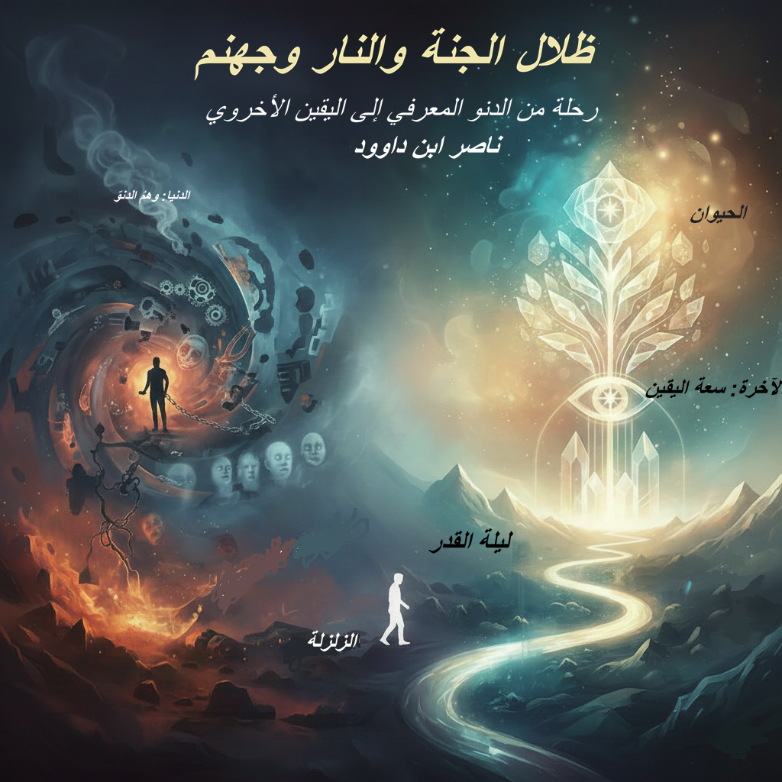 ظلال الجنة والنار وجهنم
رحلة من الدنو المعرفي إلى اليقين الأخروي
ناصر ابن داوود
الدنيا: وهم الدنوّ
الحيوان
لآخرة: سعة اليقين
ليلة القدر
الزلزلة